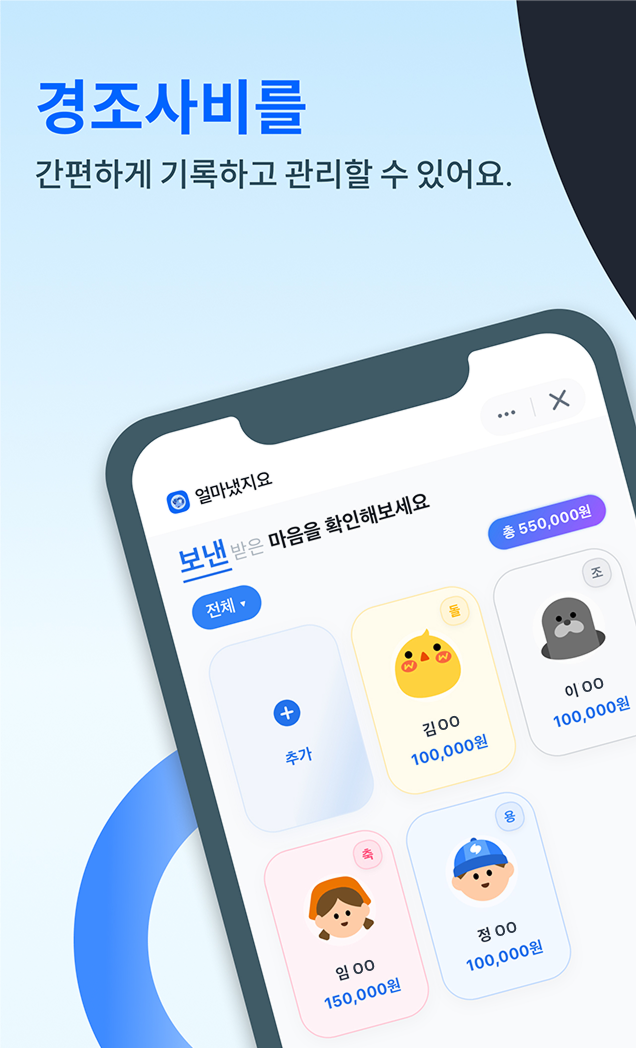 경조사비를
간편하게 기록하고 관리할 수 있어요.
얼마냈지요
보낸 받은 마음을 확인해보세요
총 550,000원
전체
추가
돌
김OO
100,000원
조
이 OO
100,000원
축
임 OO
150,000원
용
정 OO
100,000원